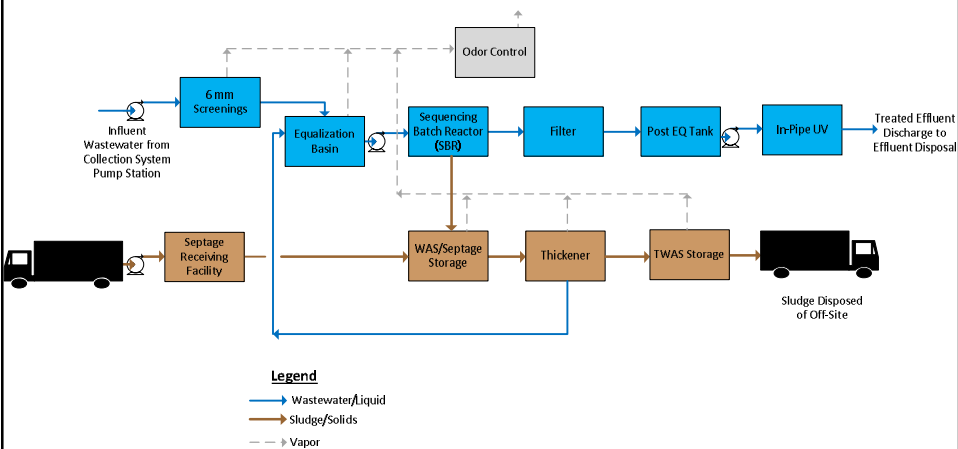 Odor Control
6 mm
Screenings
Influent
Wastewater from
Collection System
Pump Station
Equalization
Basin
Sequencing
Batch Reactor
(SBR)
Filter
Post EQ Tank
In-Pipe UV
Treated Effluent
Discharge to
Effluent Disposal
Septage
Receiving
Facility
WAS/Septage
Storage
Thickener
TWAS Storage
Sludge Disposed
of Off-Site
Legend
Wastewater/Liquid
Sludge/Solids
Vapor